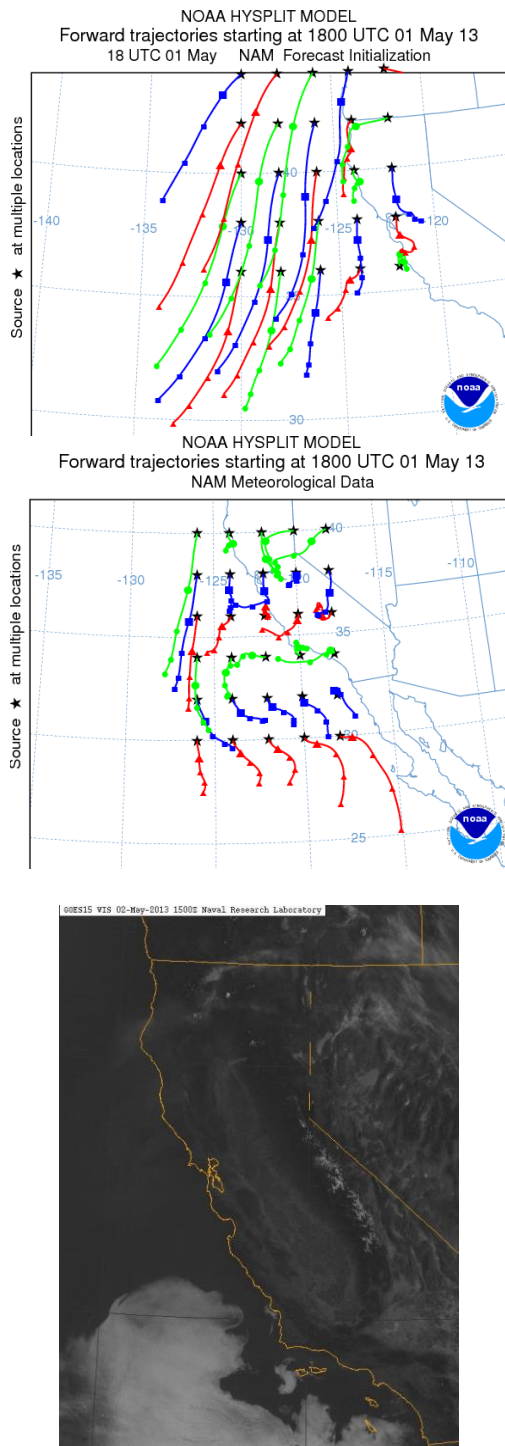 NOAA HYSPLIT MODEL
Forward trajectories starting at 1800 UTC 01 May 13
18 UTC 01 May NAM Forecast Initialization
Source ★ at multiple locations
-140
-135
-130
-125
-120
40
30
noaa
NOAA HYSPLIT MODEL
Forward trajectories starting at 1800 UTC 01 May 13
NAM Meteorological Data
Source ★ at multiple locations
-135
-130
-125
-115
-110
40
35
30
25
noaa
GOES15 VIS 02-May-2013 1500Z Naval Research Laboratory